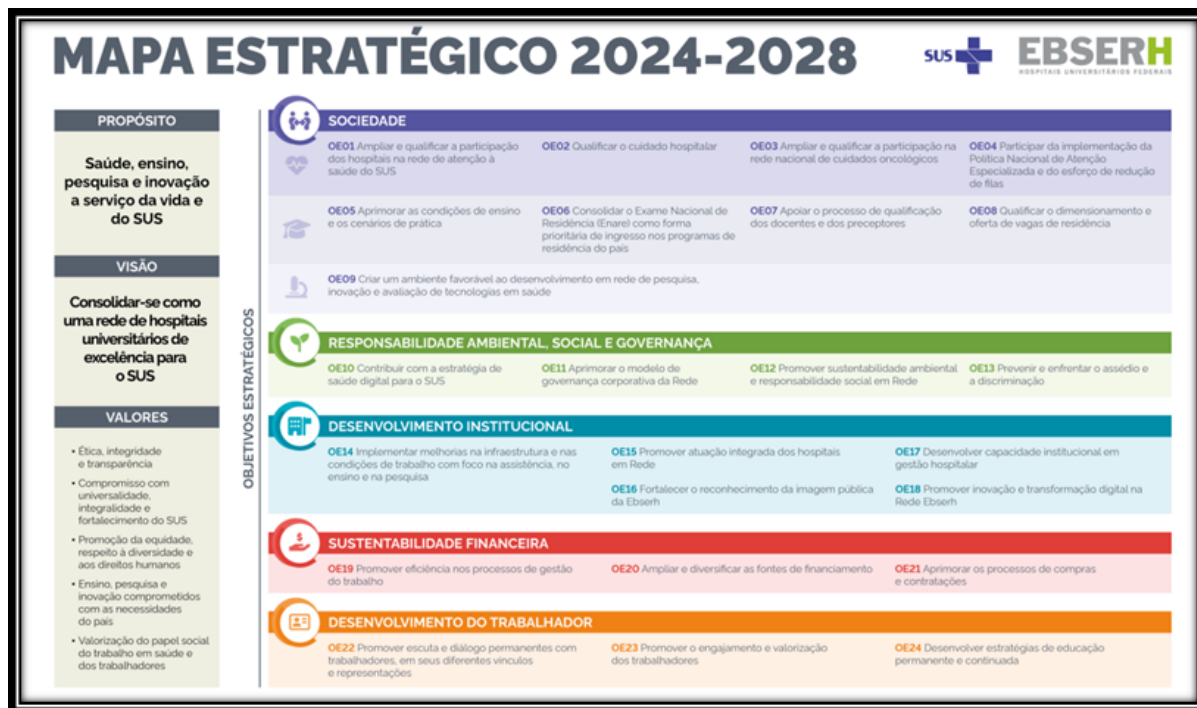 MAPA ESTRATÉGICO 2024-2028
SUS
EBSERH
HOSPITAIS UNIVERSITÁRIOS FEDERAIS
PROPÓSITO
Saúde, ensino,
pesquisa e inovação
a serviço da vida e
do SUS
VISÃO
Consolidar-se como
uma rede de hospitais
universitários de
excelência para
o SUS
VALORES
• Ética, integridade
e transparência
• Compromisso com
universalidade,
integralidade e
fortalecimento do SUS
• Promoção da equidade,
respeito à diversidade e
aos direitos humanos
• Ensino, pesquisa e
inovação comprometidos
com as necessidades
do país
• Valorização do papel social
do trabalho em saúde e
dos trabalhadores
OBJETIVOS ESTRATÉGICOS
SOCIEDADE
OE01 Ampliar e qualificar a participação
dos hospitais na rede de atenção à
saúde do SUS
OE02 Qualificar o cuidado hospitalar
OE03 Ampliar e qualificar a participação na
rede nacional de cuidados oncológicos
OE04 Participar da implementação da
Política Nacional de Atenção
Especializada e do esforço de redução
de filas
OE05 Aprimorar as condições de ensino
e os cenários de prática
OE06 Consolidar o Exame Nacional de
Residência (Enare) como forma
prioritária de ingresso nos programas de
residência do país
OE07 Apoiar o processo de qualificação
dos docentes e dos preceptores
OE08 Qualificar o dimensionamento e
oferta de vagas de residência
OE09 Criar um ambiente favorável ao desenvolvimento em rede de pesquisa,
inovação e avaliação de tecnologias em saúde
RESPONSABILIDADE AMBIENTAL, SOCIAL E GOVERNANÇA
OE10 Contribuir com a estratégia de
saúde digital para o SUS
OE11 Aprimorar o modelo de
governança corporativa da Rede
OE12 Promover sustentabilidade ambiental
e responsabilidade social em Rede
OE13 Prevenir e enfrentar o assédio e
a discriminação
DESENVOLVIMENTO INSTITUCIONAL
OE14 Implementar melhorias na infraestrutura e nas
condições de trabalho com foco na assistência, no
ensino e na pesquisa
OE15 Promover atuação integrada dos hospitais
em Rede
OE16 Fortalecer o reconhecimento da imagem pública
da Ebserh
OE17 Desenvolver capacidade institucional em
gestão hospitalar
OE18 Promover inovação e transformação digital na
Rede Ebserh
SUSTENTABILIDADE FINANCEIRA
OE19 Promover eficiência nos processos de gestão
do trabalho
OE20 Ampliar e diversificar as fontes de financiamento
OE21 Aprimorar os processos de compras
e contratações
DESENVOLVIMENTO DO TRABALHADOR
OE22 Promover escuta e diálogo permanentes com
trabalhadores, em seus diferentes vínculos
e representações
OE23 Promover o engajamento e valorização
dos trabalhadores
OE24 Desenvolver estratégias de educação
permanente e continuada